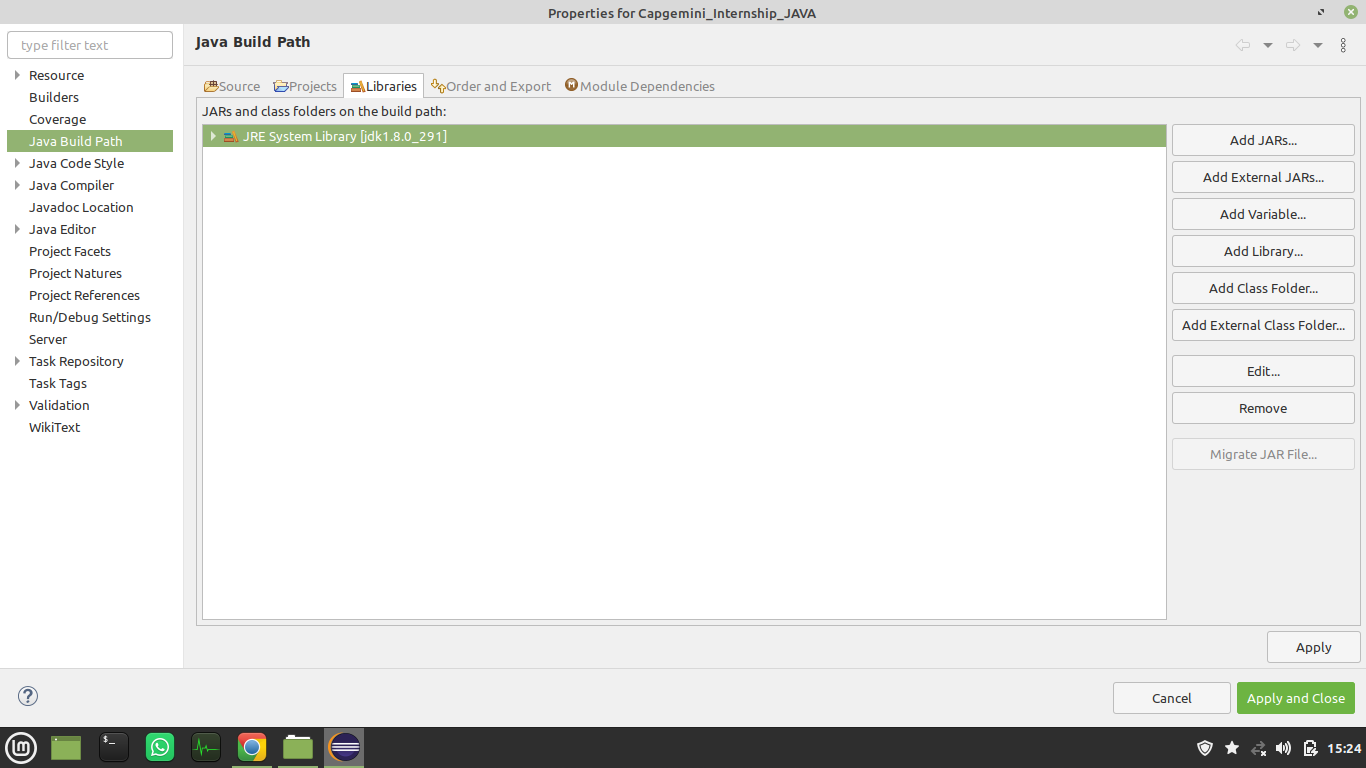 Properties for Capgemini_Internship_JAVA
type filter text
Resource
Builders
Coverage
Java Build Path
Java Code Style
Java Compiler
Javadoc Location
Java Editor
Project Facets
Project Natures
Project References
Run/Debug Settings
Server
Task Repository
Task Tags
Validation
WikiText
Java Build Path
Source Projects Libraries Order and Export Module Dependencies
JARs and class folders on the build path:
JRE System Library [jdk1.8.0_291]
Add JARs...
Add External JARs...
Add Variable...
Add Library...
Add Class Folder...
Add External Class Folder...
Edit...
Remove
Migrate JAR File...
Apply
Cancel
Apply and Close
15:24